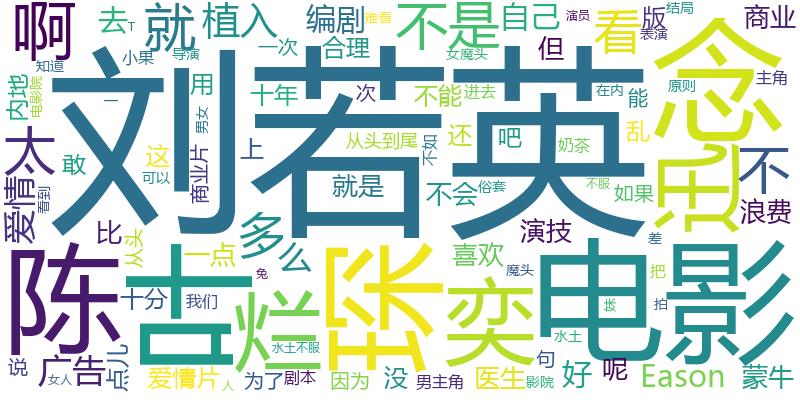 啊
去
就
植入
编剧
不是
自己
看
版
商业
知道
小果
导演
一次
合理
难看
T
演员
表演
结局
女魔头
但
念
刘若英
内地
电影院
十年
用
次
不能
进去
还
吧
在内
能
原则
主角
太
敢
这
男女
商业片
上
从头到尾
不如
奶茶
乱
忌
不
爱情
看到
一
可以
就是
不会
俗套
不服
如果
浪费
比
从头
多
么
演技
陈
吉
一点
张
喜欢
奕
电影
差
把
魔头
十分
我们
兔
烂
妹
拍
说
广告
点儿
水土不服
水土
女人
爱情片
人
为了
剧本
因为
没
男主角
医生
影院
句
好
呢
Eason
蒙牛